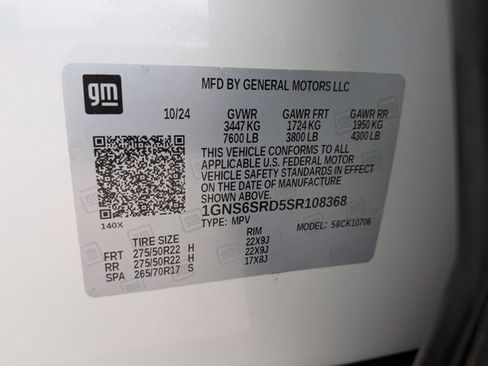 gm
MFD BY GENERAL MOTORS LLC
10/24 GVWR GAWR FRT GAWR RR
3447 KG 1724 KG 1950 KG
7600 LB 3800 LB 4300 LB
THIS VEHICLE CONFORMS TO ALL
APPLICABLE U.S. FEDERAL MOTOR
VEHICLE SAFETY STANDARDS IN EFFECT
ON THE DATE OF MANUFACTURE SHOWN ABOVE.
1GNS6SRD5SR108368
140X TYPE: MPV MODEL: 58CK10706
TIRE SIZE RIM
FRT 275/50R22 H 22X9J
RR 275/50R22 H 22X9J
SPA 265/70R17 S 17X8J